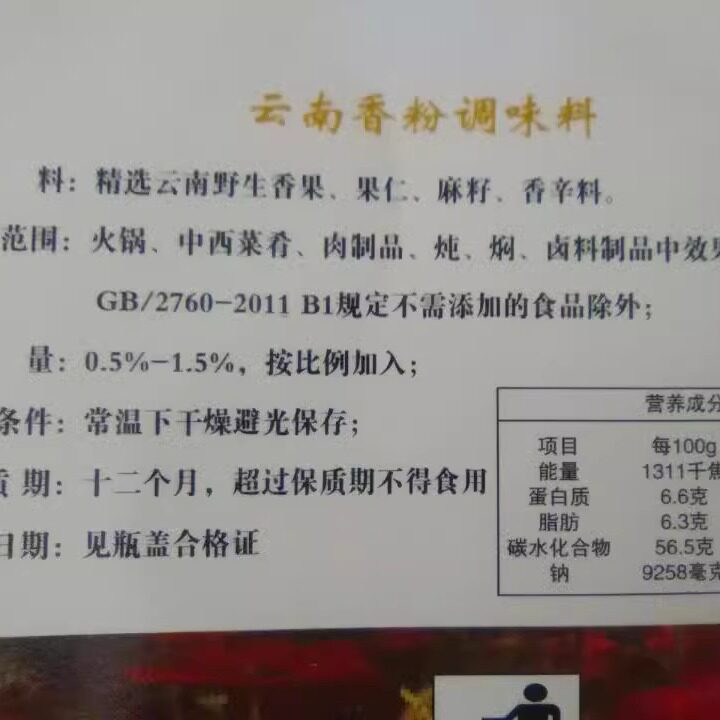 云南香粉调味料
料：精选云南野生香果、果仁、麻籽、香辛料。
范围：火锅、中西菜肴、肉制品、炖、焖、卤料制品中效果
GB/2760-2011 B1规定不需添加的食品除外；
量：0.5%-1.5%，按比例加入；
条件：常温下干燥避光保存；
质 期：十二个月，超过保质期不得食用
日期：见瓶盖合格证
营养成分
项目 每100g
能量 1311千焦
蛋白质 6.6克
脂肪 6.3克
碳水化合物 56.5克
钠 9258毫克